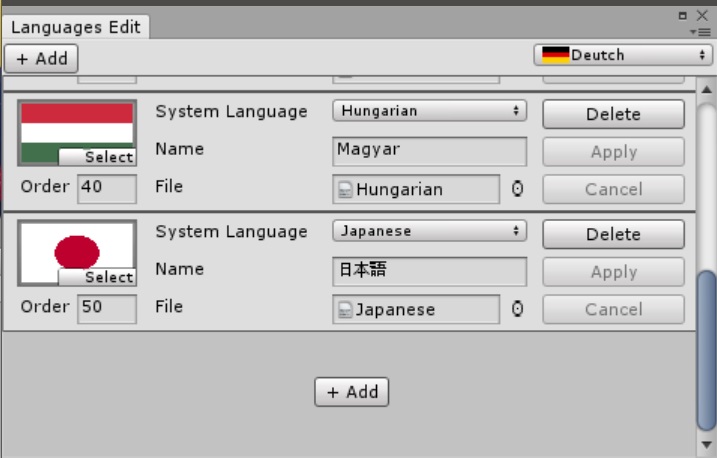 Languages Edit
+ Add
Deutch
System Language
Hungarian
Delete
Select
Name
Magyar
Apply
Order
40
File
Hungarian
Cancel
System Language
Japanese
Delete
Select
Name
日本語
Apply
Order
50
File
Japanese
Cancel
+ Add